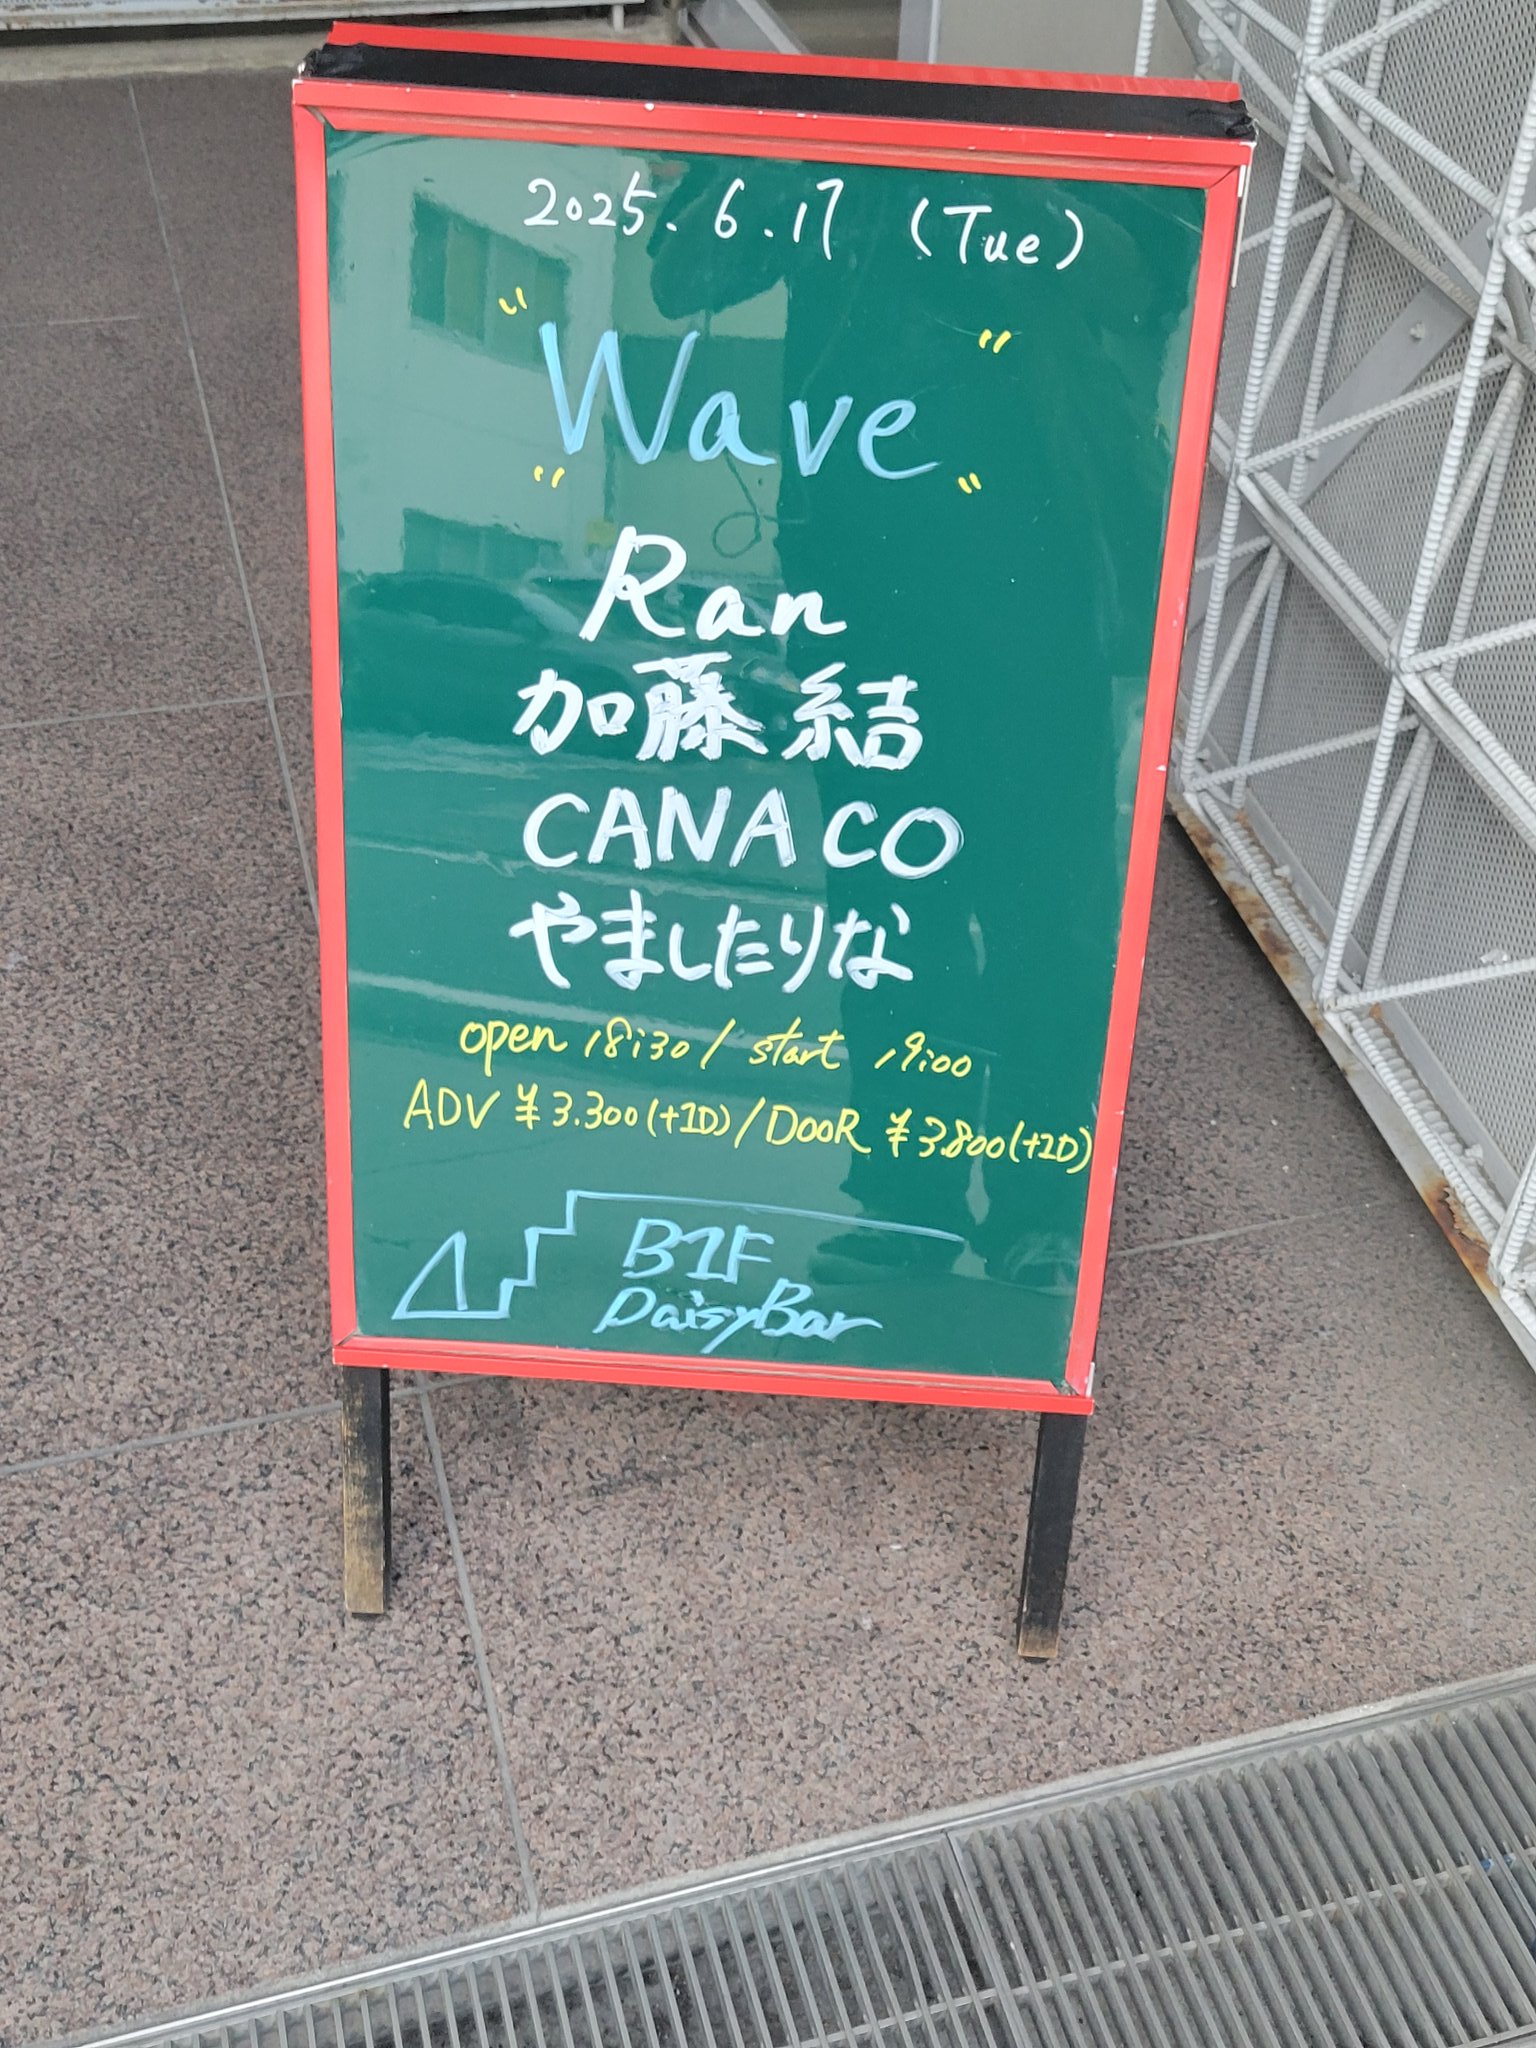 2025.6.17 (Tue)
"Wave"
Ran
加藤 結
CANACO
やましたりな
open 18:30 / start 19:00
ADV ¥3.300(+1D) / DOOR ¥3.800(+1D)
B1F
DaisyBar